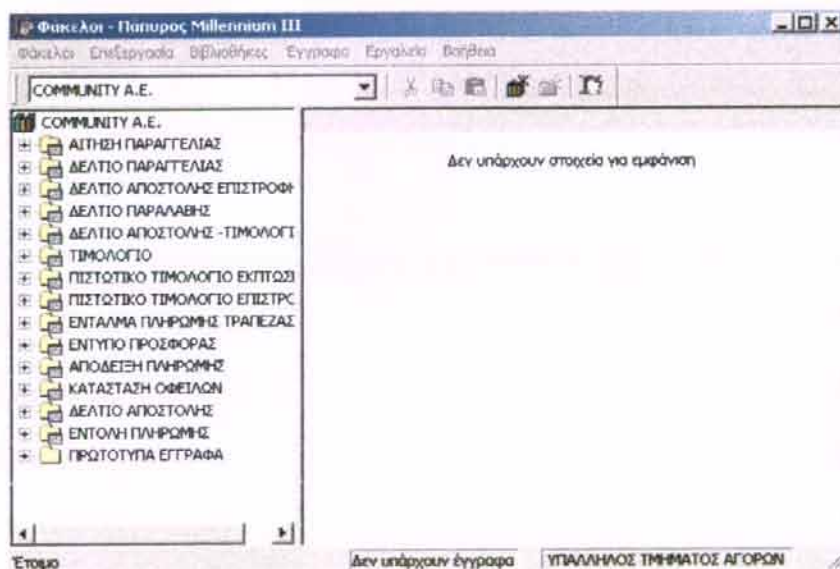 Φάκελοι - Πάπυρος Millennium III
Φάκελοι Επεξεργασία Βιβλιοθήκες Έγγραφα Εργαλεία Βοήθεια
COMMUNITY A.E.
COMMUNITY A.E.
ΑΙΤΗΣΗ ΠΑΡΑΓΓΕΛΙΑΣ
ΔΕΛΤΙΟ ΠΑΡΑΓΓΕΛΙΑΣ
ΔΕΛΤΙΟ ΑΠΟΣΤΟΛΗΣ ΕΠΙΣΤΡΟΦΗ
ΔΕΛΤΙΟ ΠΑΡΑΛΑΒΗΣ
ΔΕΛΤΙΟ ΑΠΟΣΤΟΛΗΣ -ΤΙΜΟΛΟΓΙ
ΤΙΜΟΛΟΓΙΟ
ΠΙΣΤΩΤΙΚΟ ΤΙΜΟΛΟΓΙΟ ΕΚΠΤΩΣΙ
ΠΙΣΤΩΤΙΚΟ ΤΙΜΟΛΟΓΙΟ ΕΠΙΣΤΡΟ
ΕΝΤΑΛΜΑ ΠΛΗΡΩΜΗΣ ΤΡΑΠΕΖΑΣ
ΕΝΤΥΠΟ ΠΡΟΣΦΟΡΑΣ
ΑΠΟΔΕΙΞΗ ΠΛΗΡΩΜΗΣ
ΚΑΤΑΣΤΑΣΗ ΟΦΕΙΛΩΝ
ΔΕΛΤΙΟ ΑΠΟΣΤΟΛΗΣ
ΕΝΤΟΛΗ ΠΛΗΡΩΜΗΣ
ΠΡΩΤΟΤΥΠΑ ΕΓΓΡΑΦΑ
Δεν υπάρχουν στοιχεία για εμφάνιση
Έτοιμο
Δεν υπάρχουν έγγραφα
ΥΠΑΛΛΗΛΟΣ ΤΜΗΜΑΤΟΣ ΑΓΟΡΩΝ